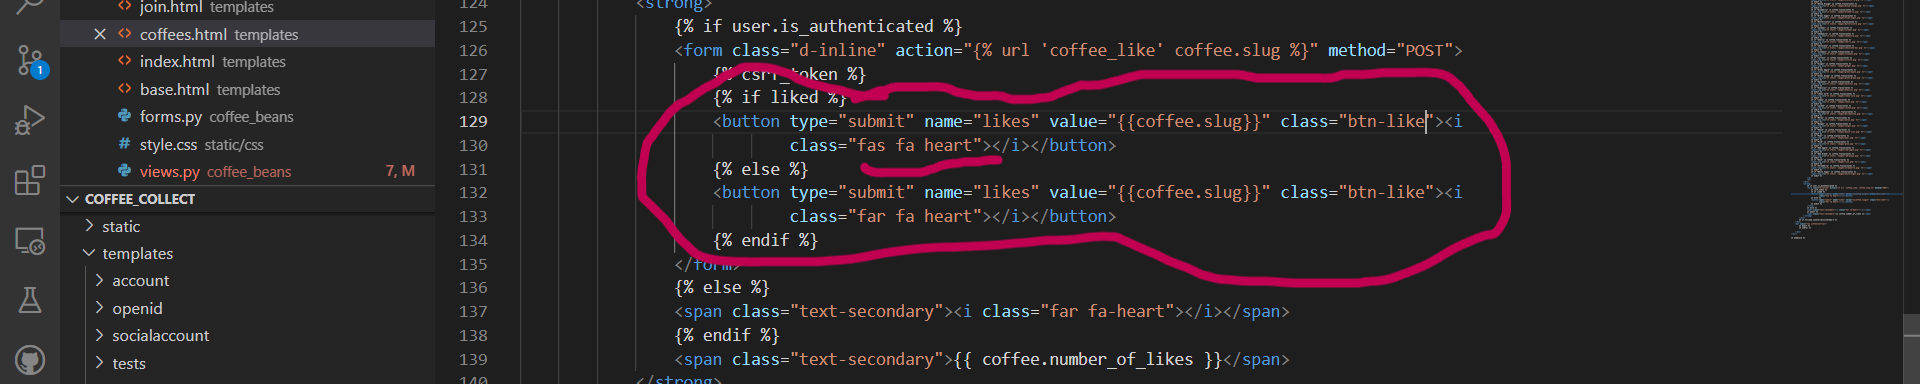 join.html templates
coffees.html templates
index.html templates
base.html templates
forms.py coffee_beans
style.css static/css
views.py coffee_beans 7, M
COFFEE_COLLECT
static
templates
account
openid
socialaccount
tests
1
124 <strong>
125 {% if user.is_authenticated %}
126 <form class="d-inline" action="{% url 'coffee_like' coffee.slug %}" method="POST">
127 {% csrf_token %}
128 {% if liked %}
129 <button type="submit" name="likes" value="{{coffee.slug}}" class="btn-like"><i
130 class="fas fa heart"></i></button>
131 {% else %}
132 <button type="submit" name="likes" value="{{coffee.slug}}" class="btn-like"><i
133 class="far fa heart"></i></button>
134 {% endif %}
135 </form>
136 {% else %}
137 <span class="text-secondary"><i class="far fa-heart"></i></span>
138 {% endif %}
139 <span class="text-secondary">{{ coffee.number_of_likes }}</span>
140 </strong>